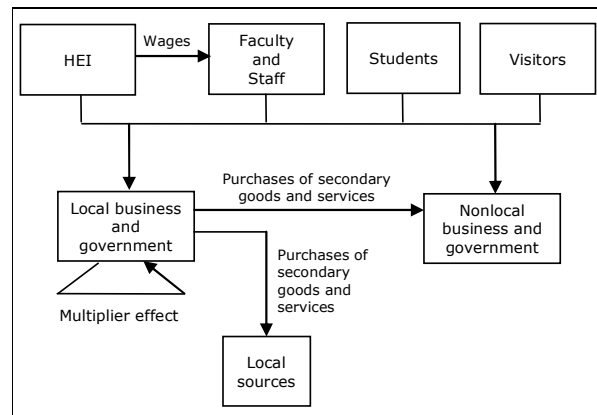 HEI
Wages
Faculty
and
Staff
Students
Visitors
Local business
and
government
Purchases of secondary
goods and services
Nonlocal
business and
government
Purchases of
secondary
goods and
services
Multiplier effect
Local
sources